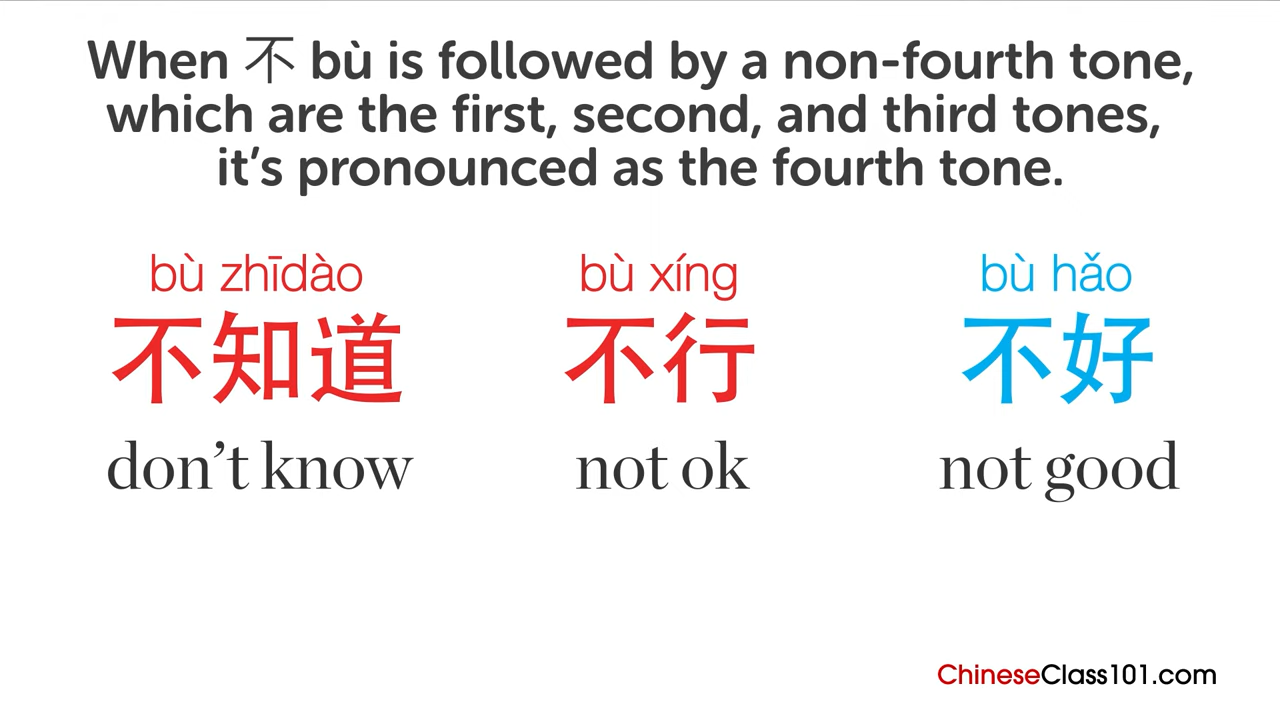 When 不 bù is followed by a non-fourth tone,
which are the first, second, and third tones,
it’s pronounced as the fourth tone.
bù zhīdào bù xíng bù hǎo
不知道 不行 不好
don’t know not ok not good
ChineseClass101.com